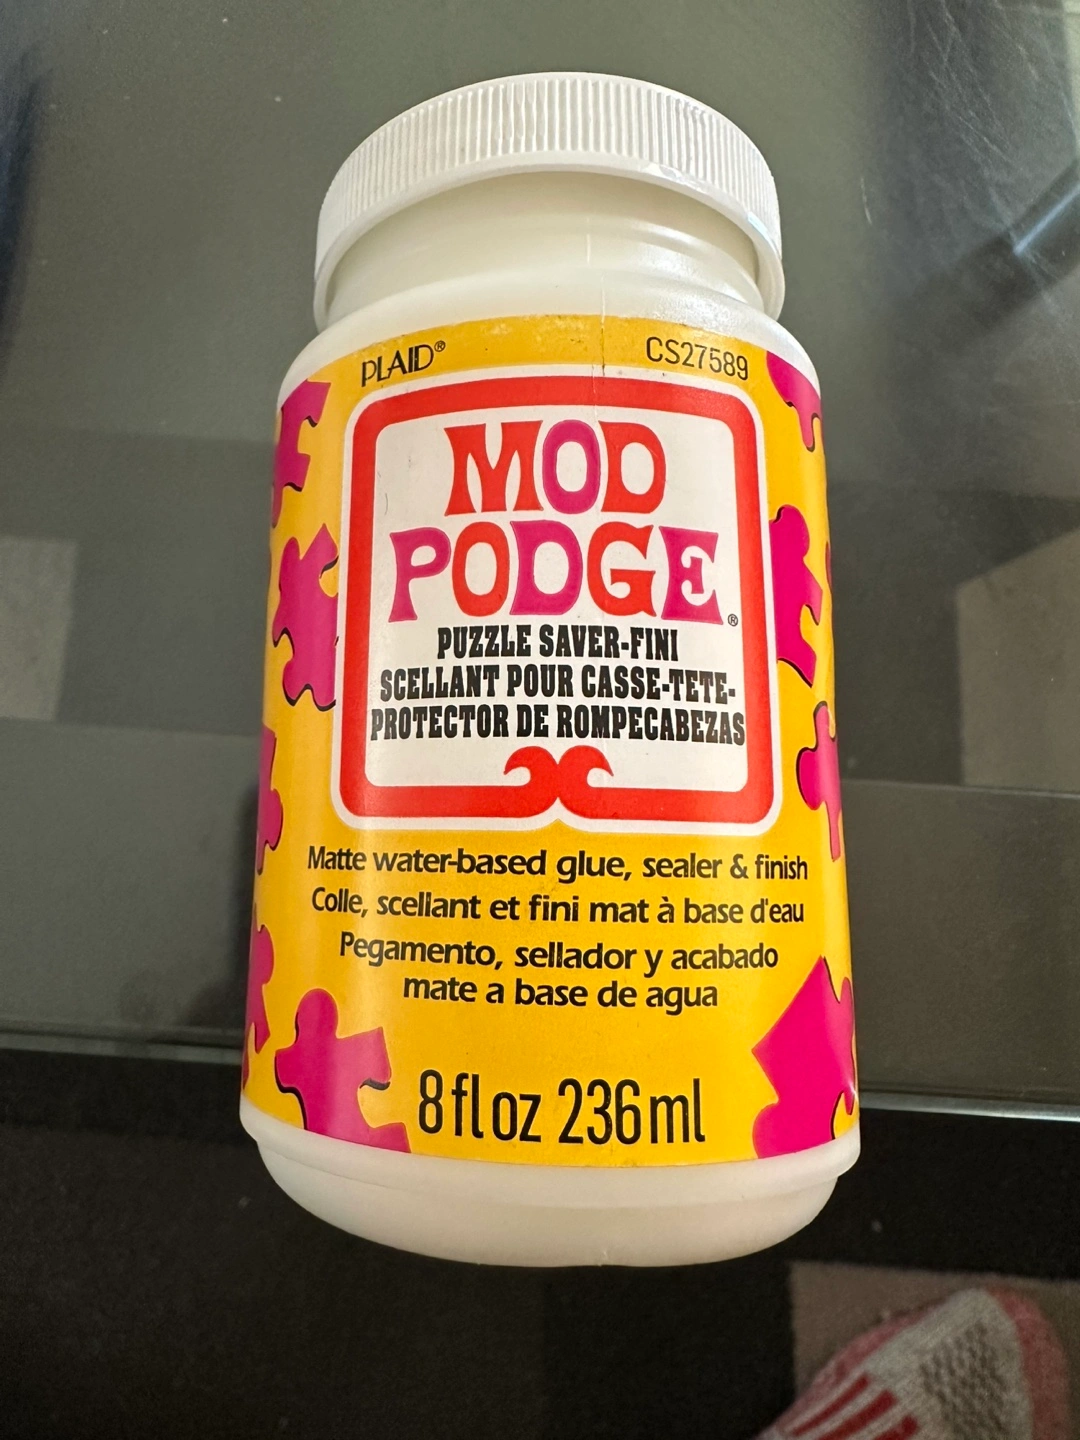 PLAID® CS27589
MOD
PODGE®
PUZZLE SAVER-FINI
SCELLANT POUR CASSE-TETE-
PROTECTOR DE ROMPECABEZAS
Matte water-based glue, sealer & finish
Colle, scellant et fini mat à base d'eau
Pegamento, sellador y acabado
mate a base de agua
8 fl oz 236 ml